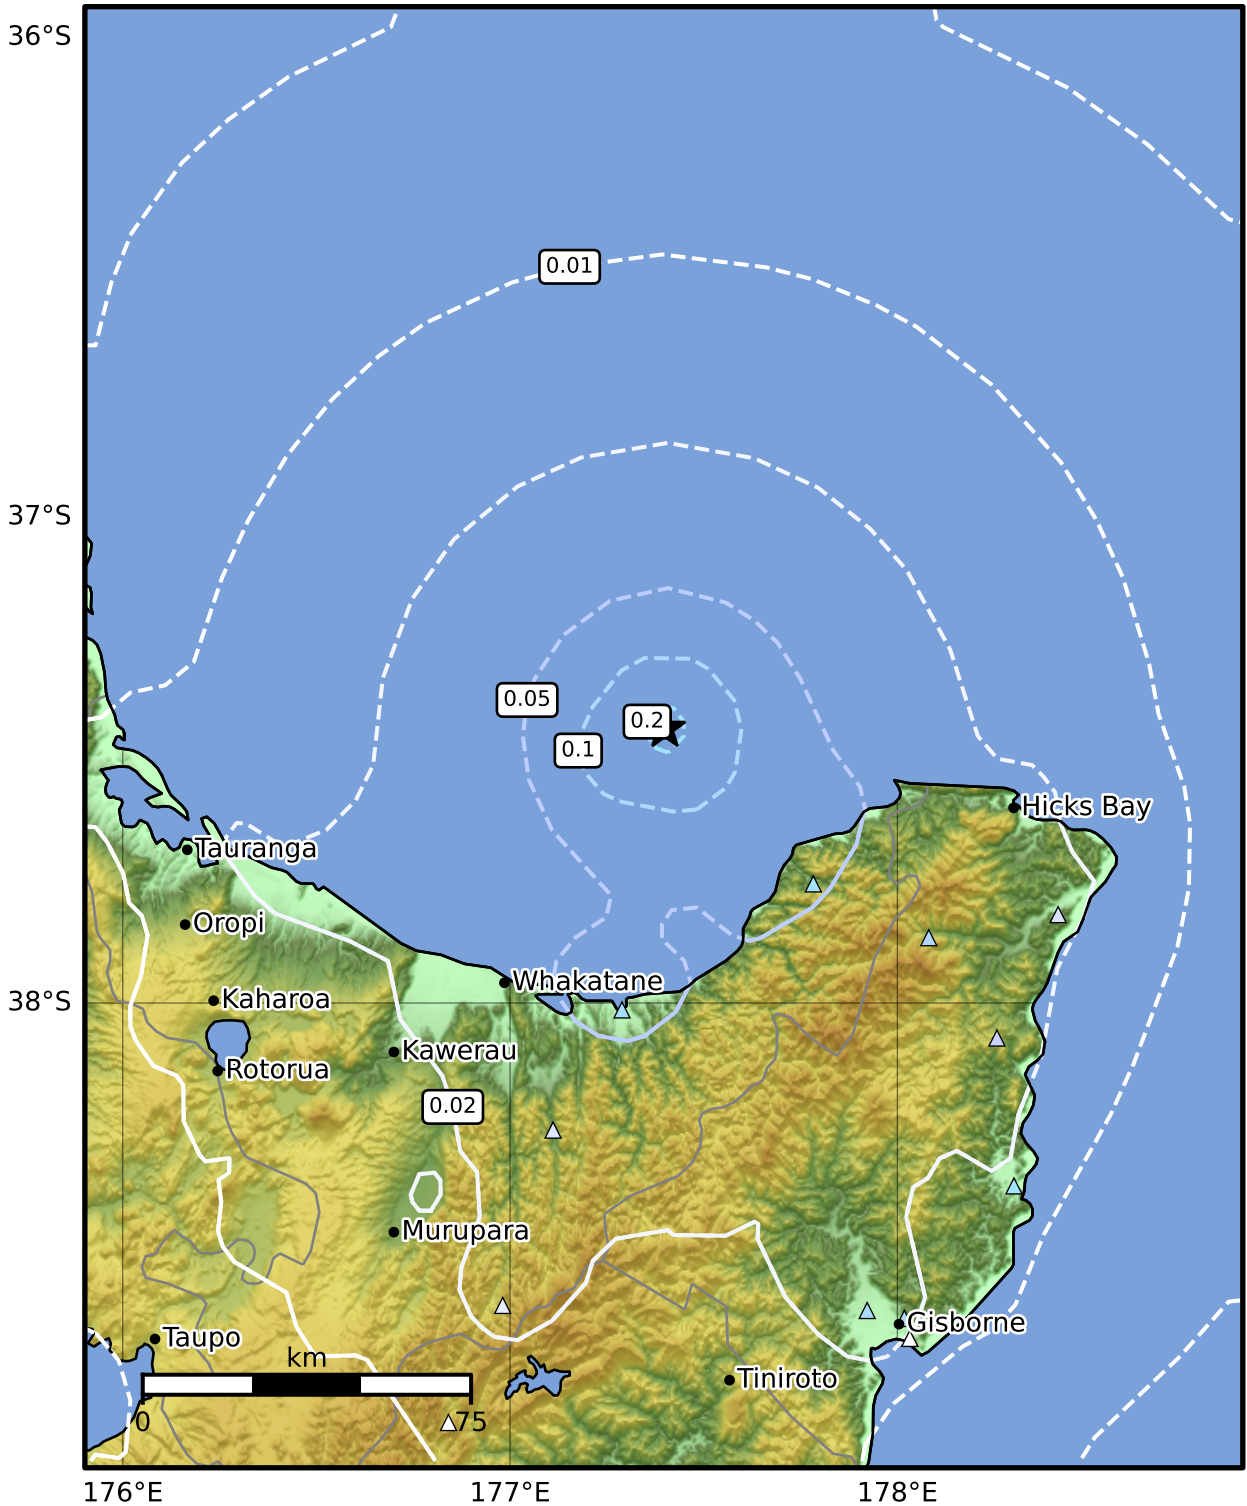 36°S
0.01
37°S
0.05
0.2
0.1
Hicks Bay
Tauranga
Oropi
Whakatane
Kaharoa
38°S
Kawerau
Rotorua
0.02
Murupara
Gisborne
Taupo
km
Tiniroto
0 75
176°E 177°E 178°E